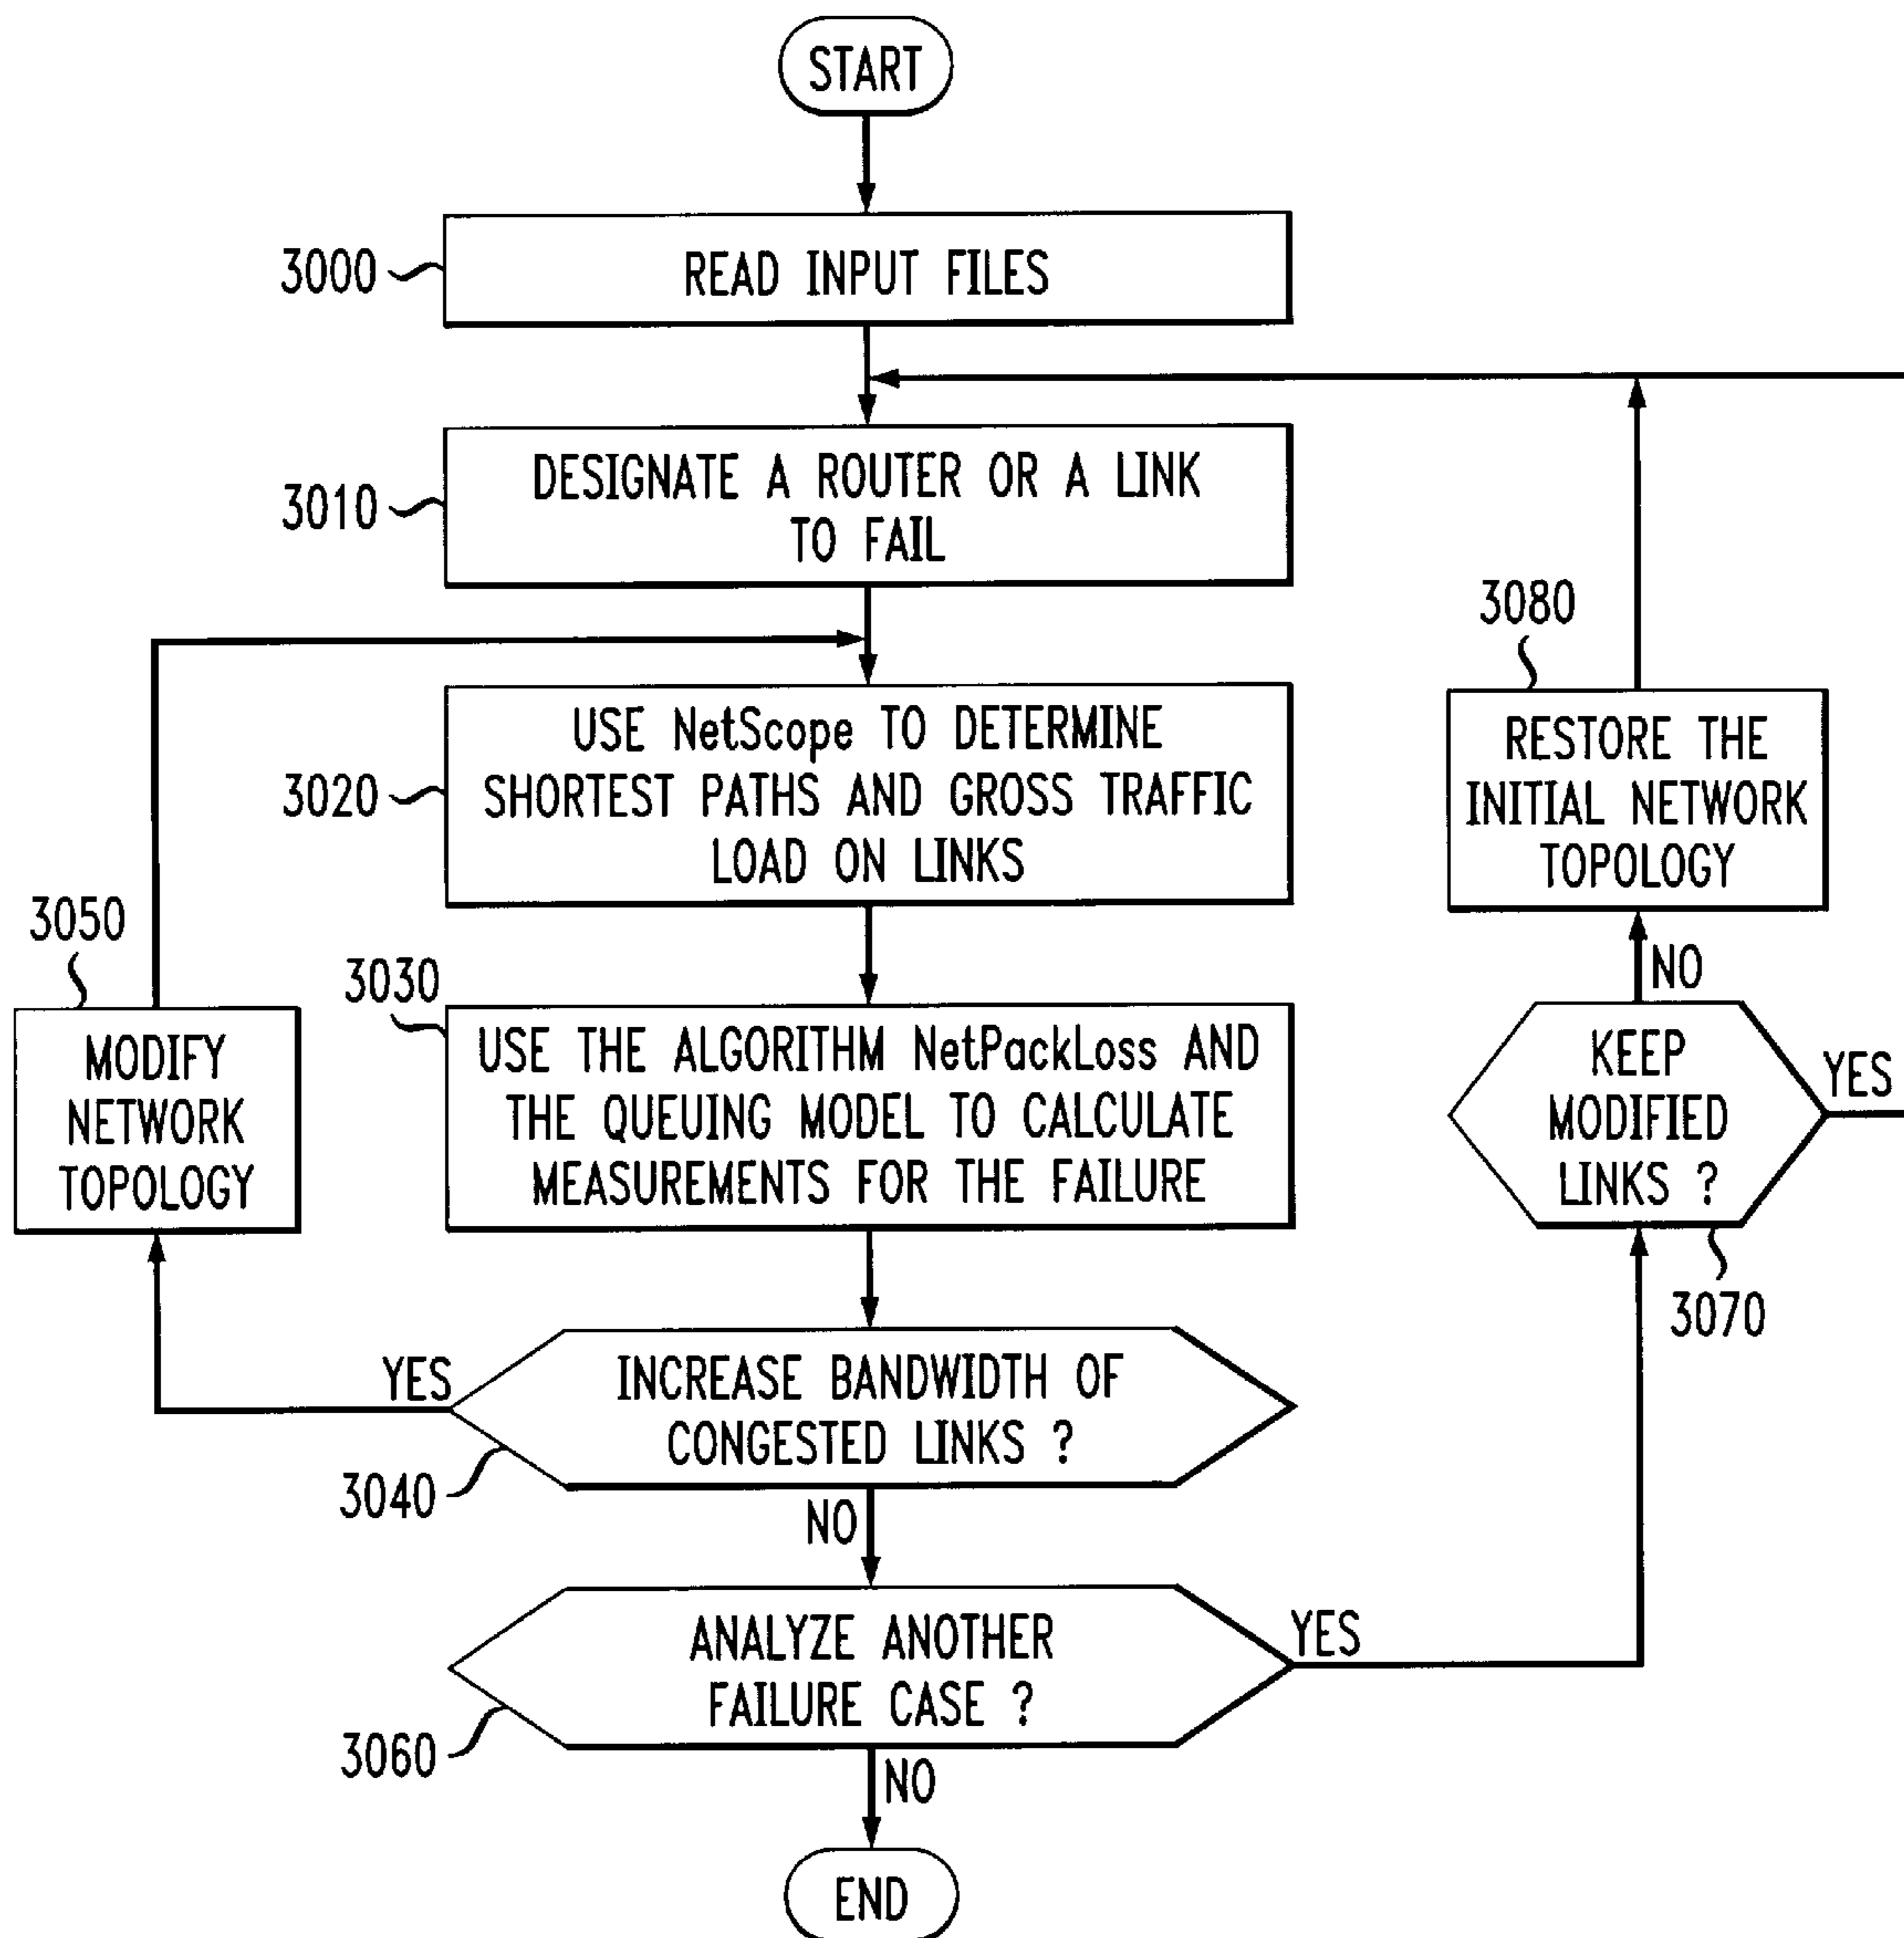 START
3000
READ INPUT FILES
3010
DESIGNATE A ROUTER OR A LINK
TO FAIL
3020
USE NetScope TO DETERMINE
SHORTEST PATHS AND GROSS TRAFFIC
LOAD ON LINKS
3080
RESTORE THE
INITIAL NETWORK
TOPOLOGY
3050
MODIFY
NETWORK
TOPOLOGY
3030
USE THE ALGORITHM NetPackLoss AND
THE QUEUING MODEL TO CALCULATE
MEASUREMENTS FOR THE FAILURE
NO
KEEP
MODIFIED
LINKS ?
YES
3070
YES
INCREASE BANDWIDTH OF
CONGESTED LINKS ?
3040
NO
ANALYZE ANOTHER
FAILURE CASE ?
YES
3060
NO
END